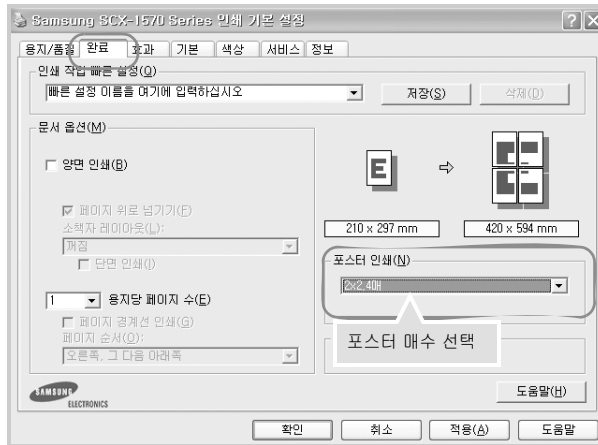 Samsung SCX-1570 Series 인쇄 기본 설정
용지/품질 완료 효과 기본 색상 서비스 정보
인쇄 작업 빠른 설정(Q)
빠른 설정 이름을 여기에 입력하십시오
저장(S) 삭제(D)
문서 옵션(M)
양면 인쇄(B)
E
페이지 위로 넘기기(F)
소책자 레이아웃(L):
꺼짐
단면 인쇄(I)
210 x 297 mm 420 x 594 mm
포스터 인쇄(N)
2x2, 4매
1 용지당 페이지 수(E)
포스터 매수 선택
페이지 경계선 인쇄(G)
페이지 순서(O):
오른쪽, 그 다음 아래쪽
SAMSUNG
ELECTRONICS
도움말(H)
확인 취소 적용(A) 도움말